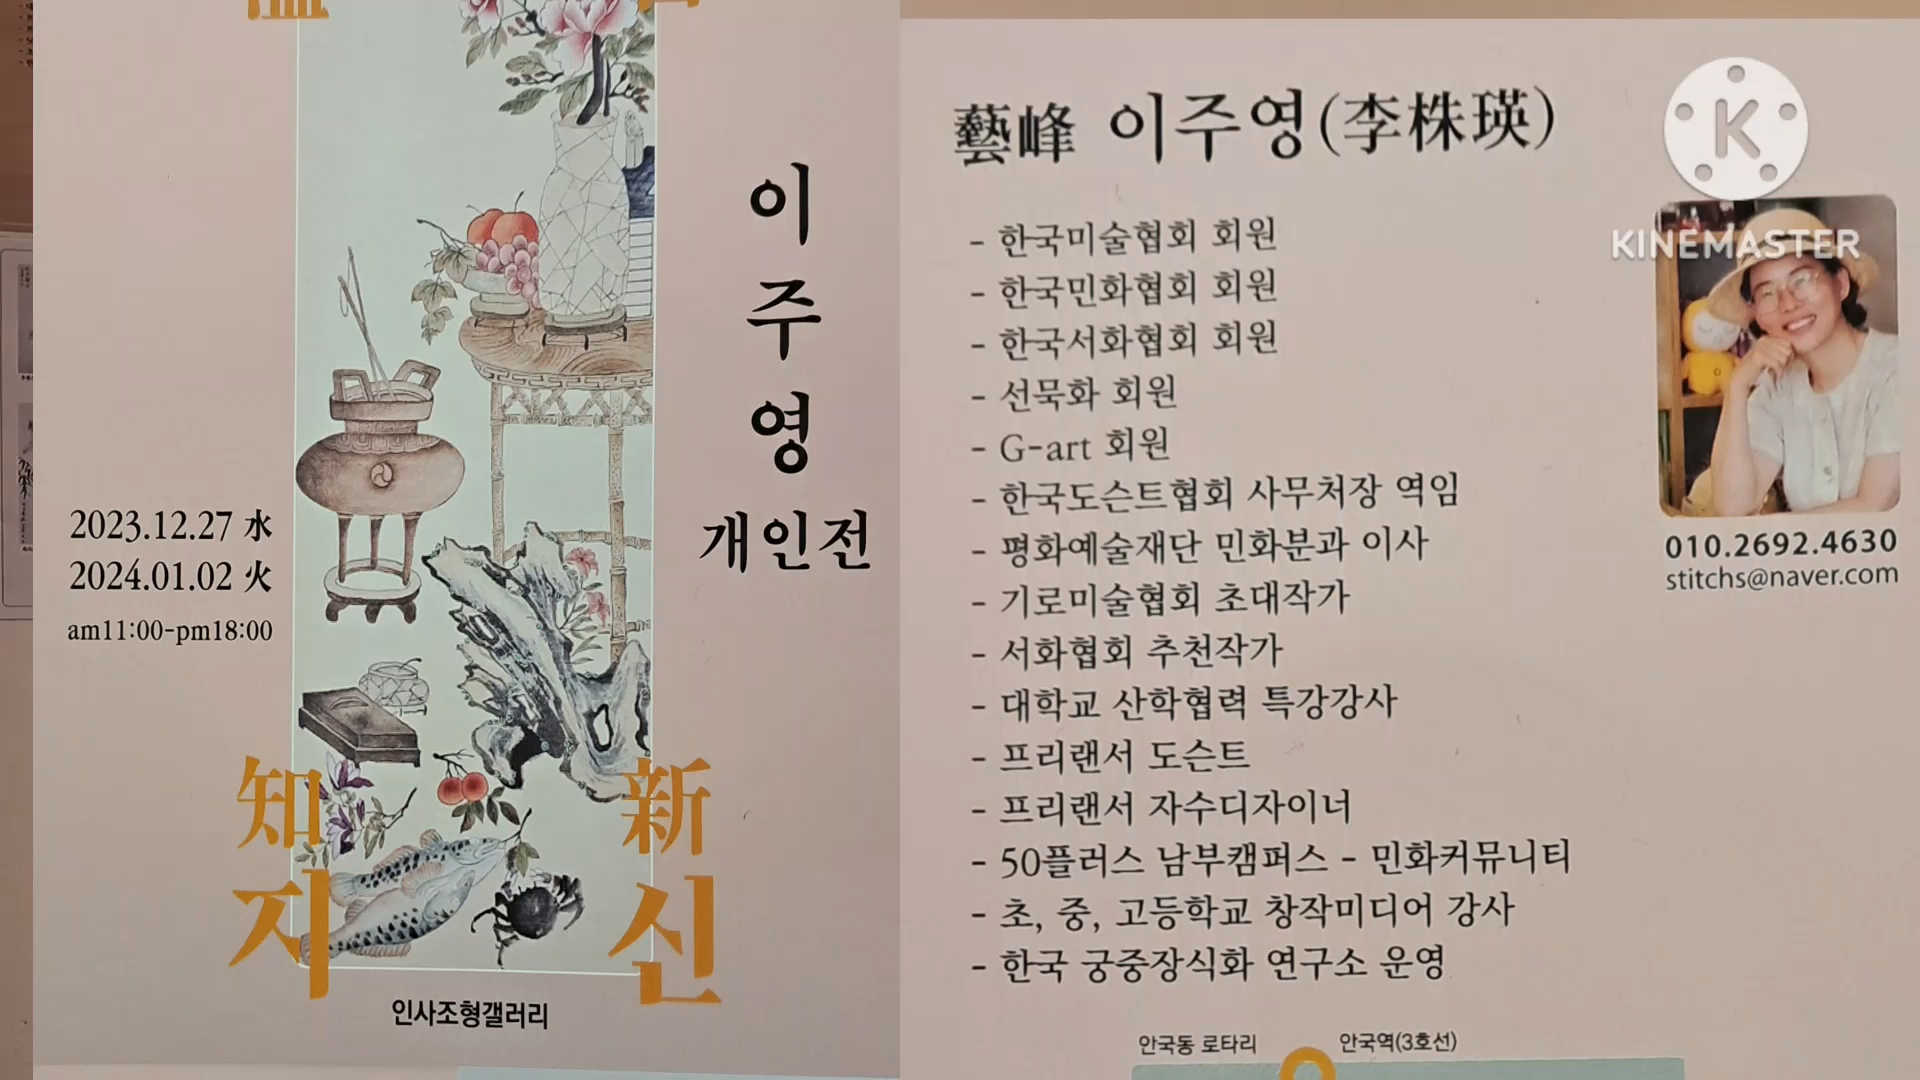 이주영
개인전
2023.12.27 水
2024.01.02 火
am11:00-pm18:00
知 新
지 신
인사조형갤러리
藝峰 이주영(李株瑛)
- 한국미술협회 회원
- 한국민화협회 회원
- 한국서화협회 회원
- 선묵화 회원
- G-art 회원
- 한국도슨트협회 사무처장 역임
- 평화예술재단 민화분과 이사
- 기로미술협회 초대작가
- 서화협회 추천작가
- 대학교 산학협력 특강강사
- 프리랜서 도슨트
- 프리랜서 자수디자이너
- 50플러스 남부캠퍼스 - 민화커뮤니티
- 초, 중, 고등학교 창작미디어 강사
- 한국 궁중장식화 연구소 운영
010.2692.4630
stitchs@naver.com
안국동 로타리 안국역(3호선)
K
KINEMASTER